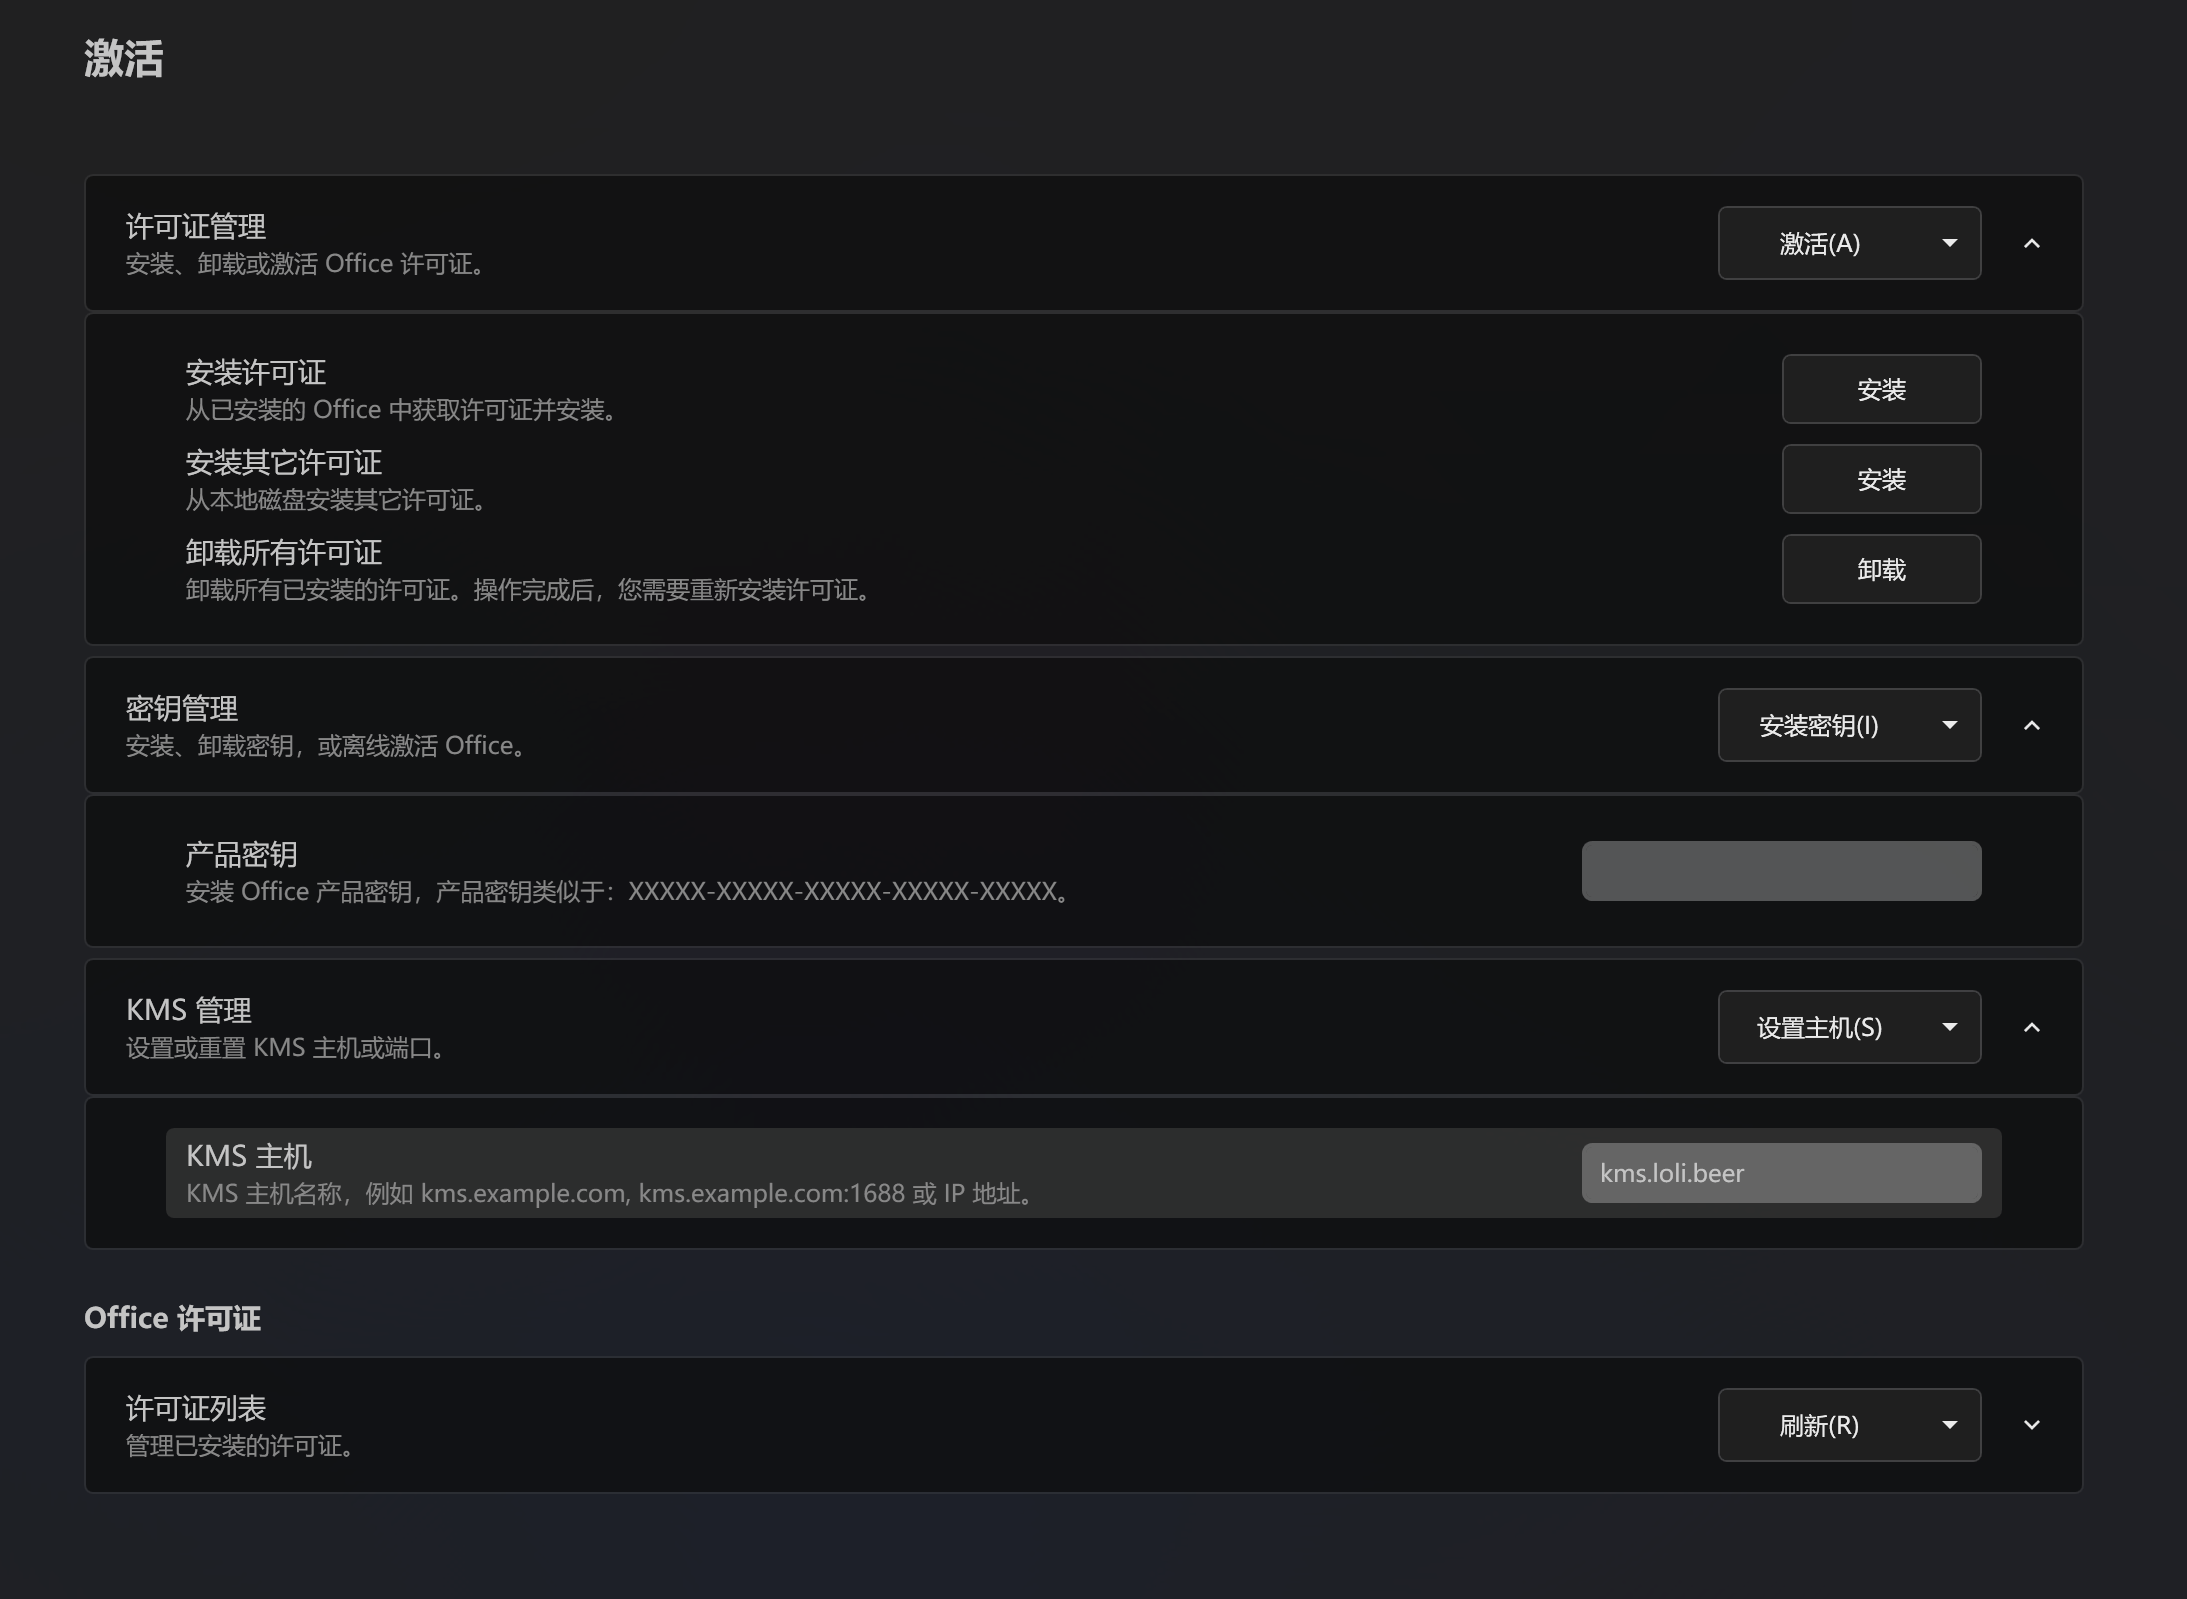 激活
许可证管理
安装、卸载或激活 Office 许可证。
激活(A)
安装许可证
从已安装的 Office 中获取许可证并安装。
安装
安装其它许可证
从本地磁盘安装其它许可证。
安装
卸载所有许可证
卸载所有已安装的许可证。操作完成后，您需要重新安装许可证。
卸载
密钥管理
安装、卸载密钥，或离线激活 Office。
安装密钥(I)
产品密钥
安装 Office 产品密钥，产品密钥类似于：XXXXX-XXXXX-XXXXX-XXXXX-XXXXX。
KMS 管理
设置或重置 KMS 主机或端口。
设置主机(S)
KMS 主机
KMS 主机名称，例如 kms.example.com, kms.example.com:1688 或 IP 地址。
kms.loli.beer
Office 许可证
许可证列表
管理已安装的许可证。
刷新(R)